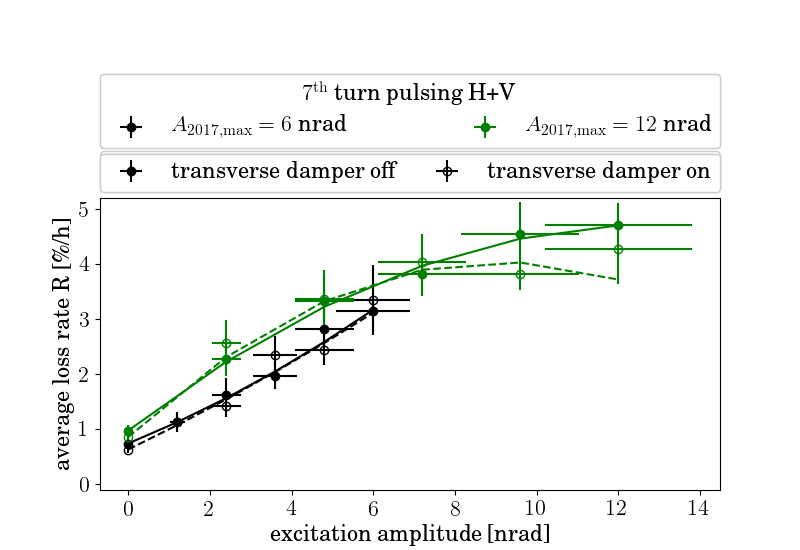 7th turn pulsing H+V
A2017,max = 6 nrad A2017,max = 12 nrad
transverse damper off transverse damper on
5
4
3
2
1
0
average loss rate R [%/h]
0 2 4 6 8 10 12 14
excitation amplitude [nrad]